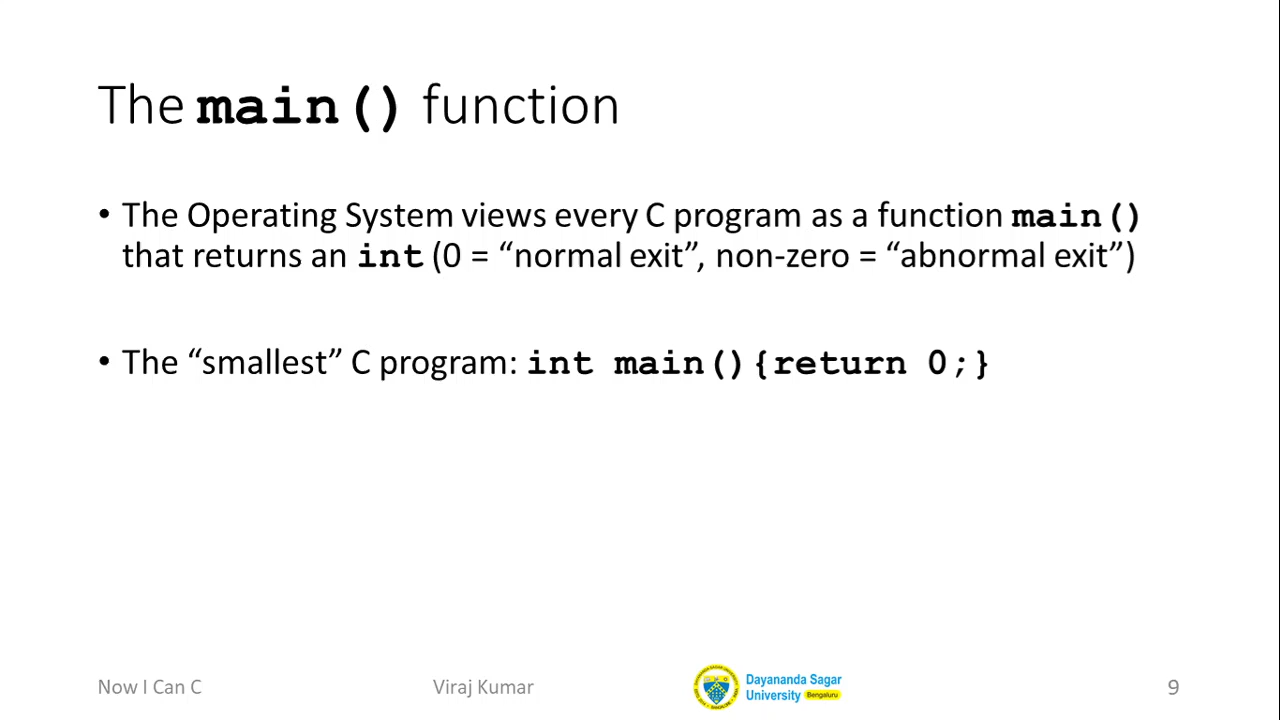 The main() function
• The Operating System views every C program as a function main()
that returns an int (0 = “normal exit”, non-zero = “abnormal exit”)
• The “smallest” C program: int main(){return 0;}
Now I Can C
Viraj Kumar
Dayananda Sagar
University Bengaluru
9